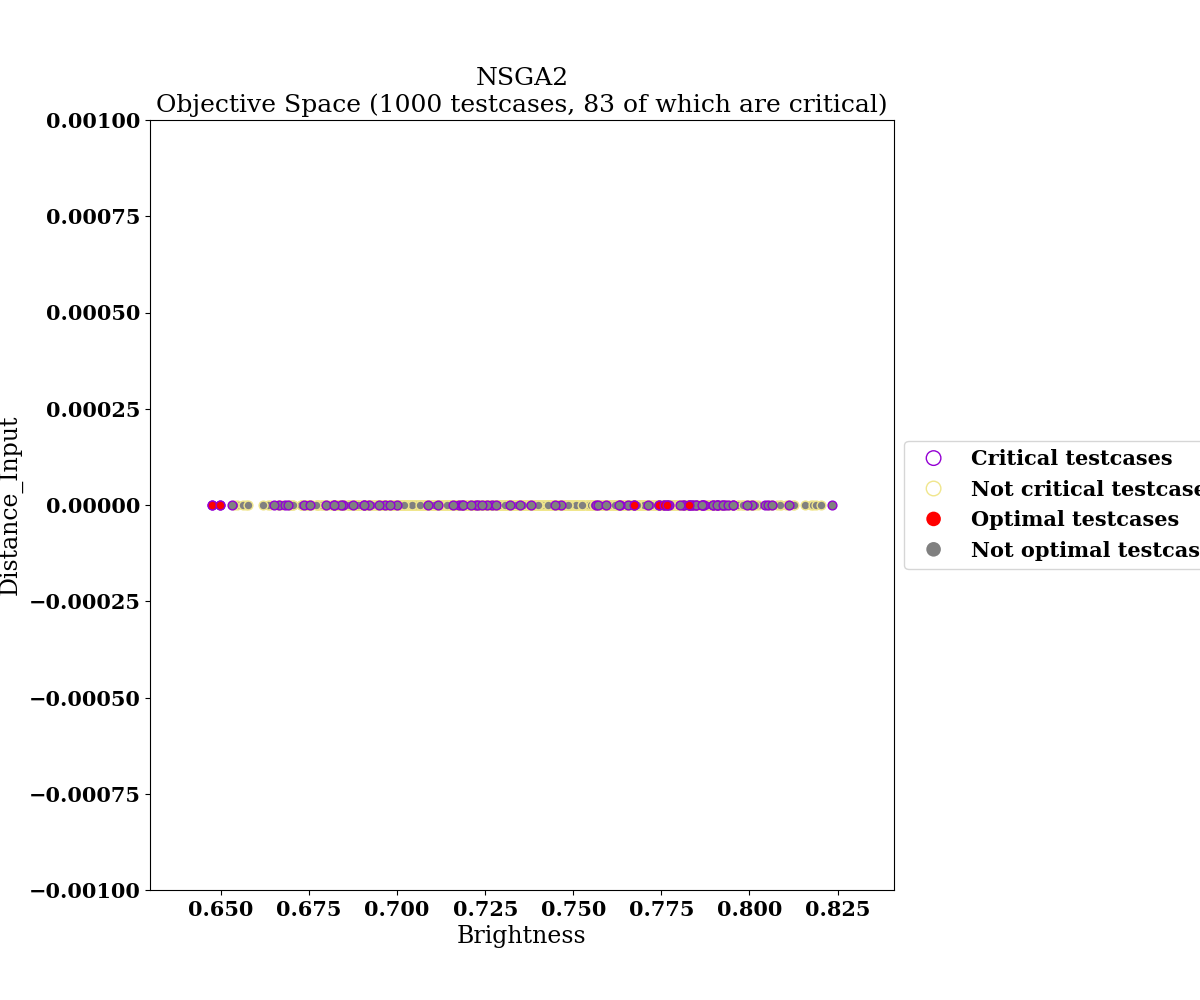 NSGA2
Objective Space (1000 testcases, 83 of which are critical)
0.00100
0.00075
0.00050
0.00025
0.00000
−0.00025
−0.00050
−0.00075
−0.00100
Distance_Input
0.650 0.675 0.700 0.725 0.750 0.775 0.800 0.825
Brightness
Critical testcases
Not critical testcase
Optimal testcases
Not optimal testcas